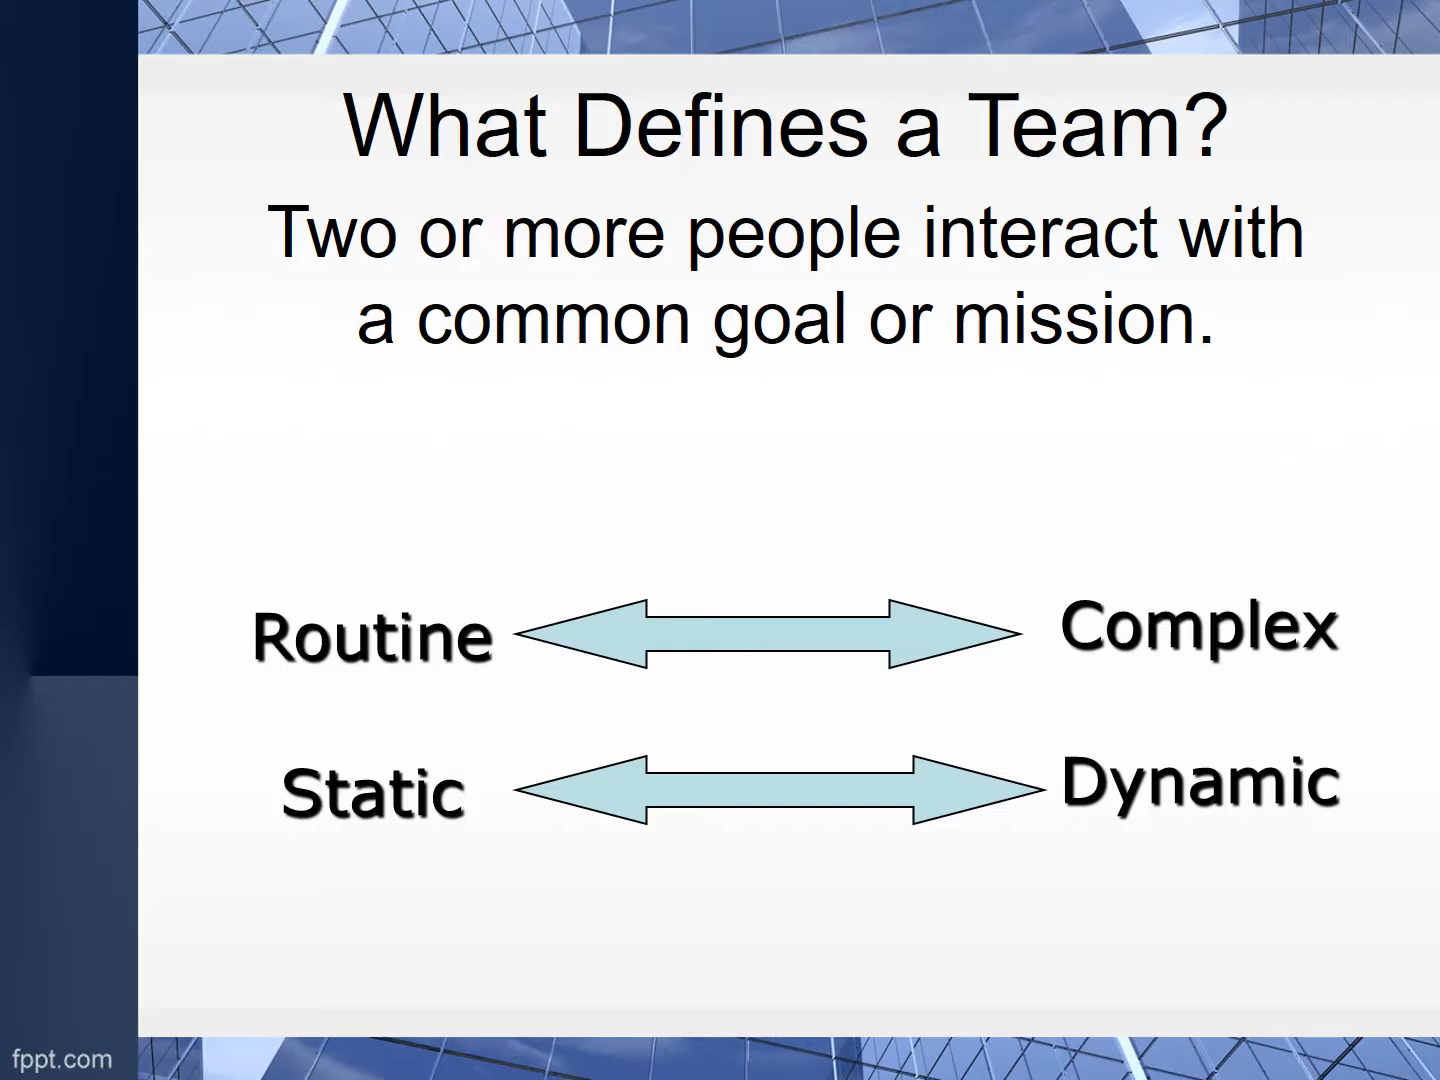 What Defines a Team?
Two or more people interact with
a common goal or mission.
Routine
Complex
Static
Dynamic
fppt.com